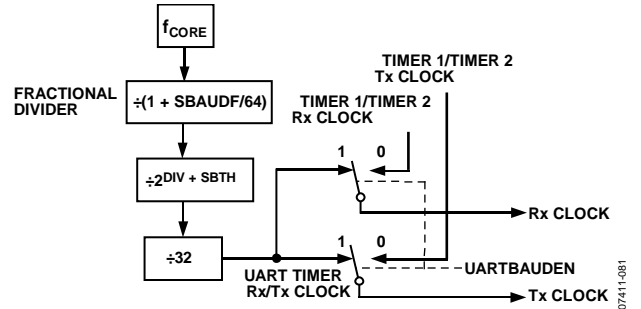 fCORE
FRACTIONAL
DIVIDER
÷(1 + SBAUDF/64)
÷2DIV + SBTH
÷32
TIMER 1/TIMER 2
Tx CLOCK
TIMER 1/TIMER 2
Rx CLOCK
1 0
Rx CLOCK
1 0
UART TIMER
Rx/Tx CLOCK
UARTBAUDEN
Tx CLOCK
07411-081